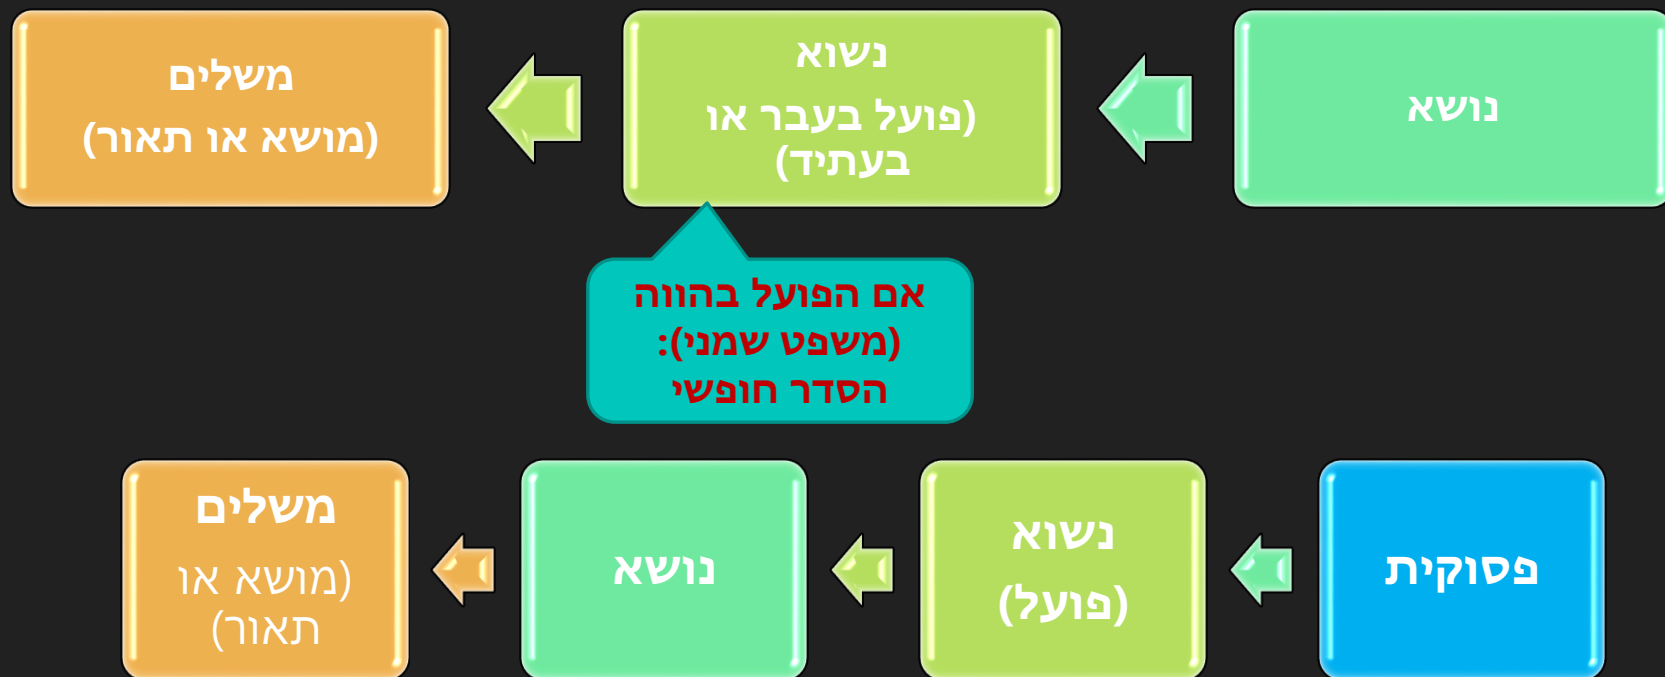 נושא
נשוא
(פועל בעבר או
בעתיד)
משלים
(מושא או תאור)
אם הפועל בהווה
(משפט שמני):
הסדר חופשי
פסוקית
נשוא
(פועל)
נושא
משלים
(מושא או
תאור)